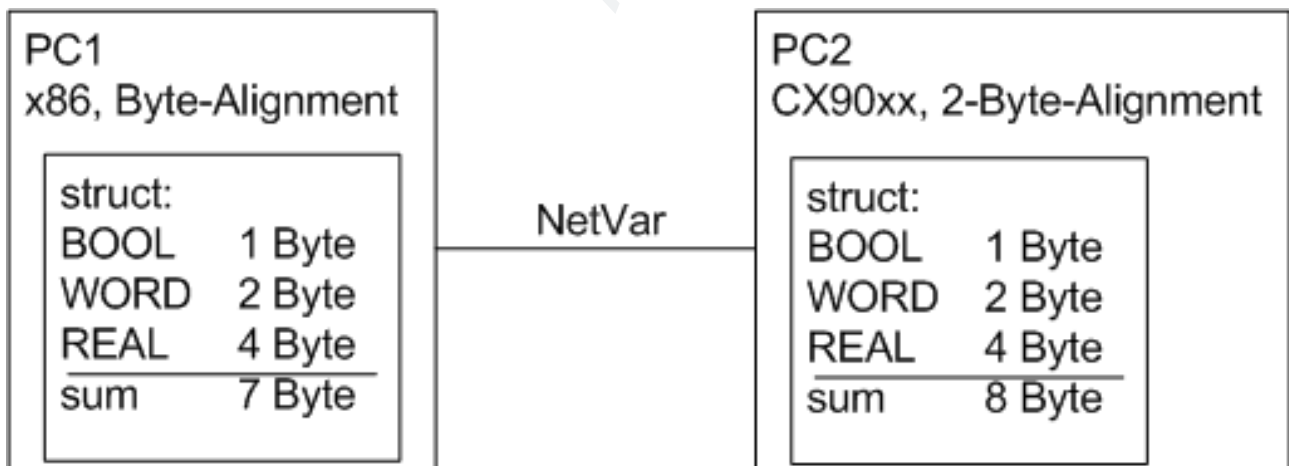 PC1
x86, Byte-Alignment
struct:
BOOL 1 Byte
WORD 2 Byte
REAL 4 Byte
sum 7 Byte
NetVar
PC2
CX90xx, 2-Byte-Alignment
struct:
BOOL 1 Byte
WORD 2 Byte
REAL 4 Byte
sum 8 Byte